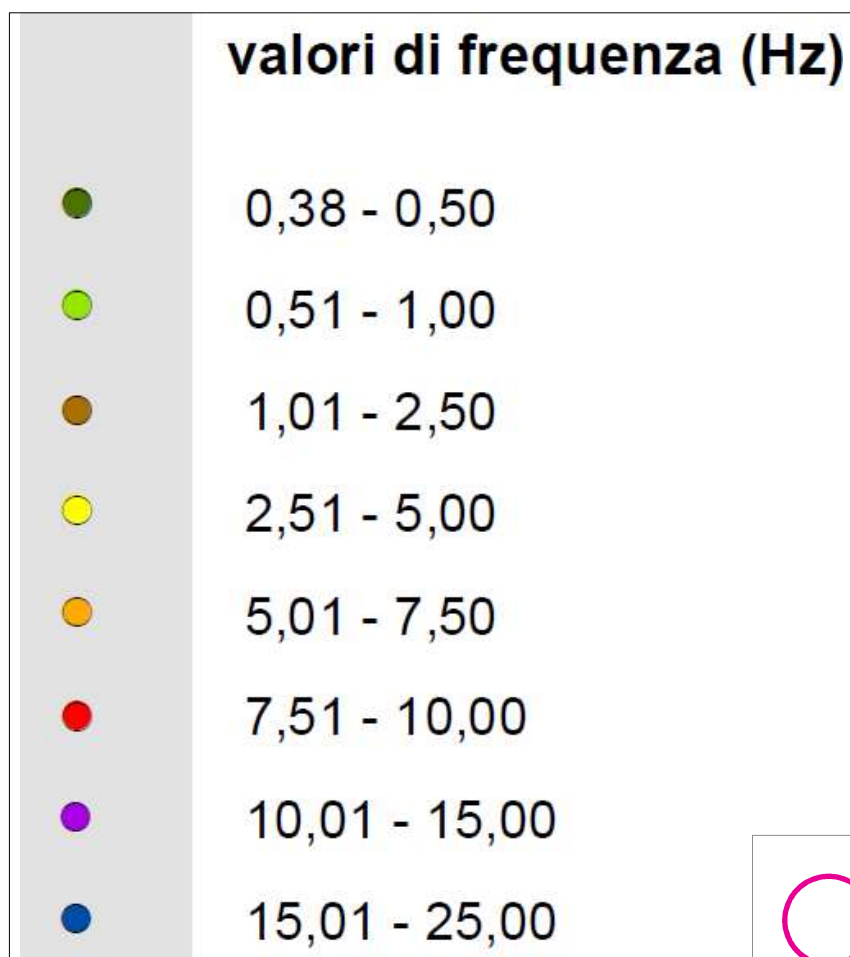 valori di frequenza (Hz)
0,38 - 0,50
0,51 - 1,00
1,01 - 2,50
2,51 - 5,00
5,01 - 7,50
7,51 - 10,00
10,01 - 15,00
15,01 - 25,00